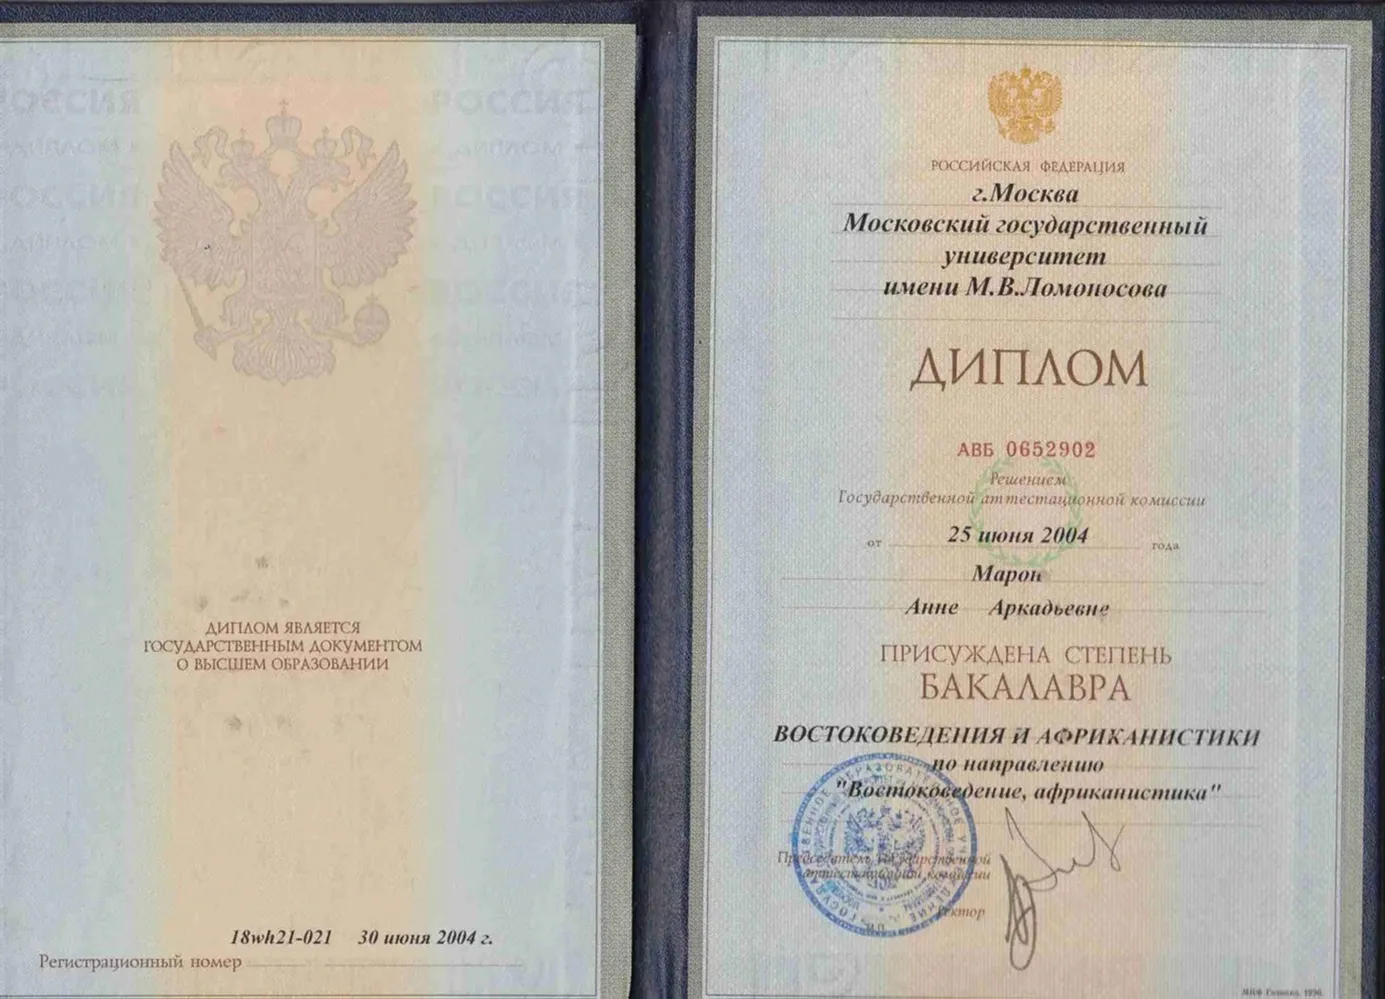 ДИПЛОМ ЯВЛЯЕТСЯ
ГОСУДАРСТВЕННЫМ ДОКУМЕНТОМ
О ВЫСШЕМ ОБРАЗОВАНИИ
18wh21-021 30 июня 2004 г.
Регистрационный номер
РОССИЙСКАЯ ФЕДЕРАЦИЯ
г.Москва
Московский государственный
университет
имени М.В.Ломоносова
ДИПЛОМ
АВБ 0652902
Решением
Государственной аттестационной комиссии
от 25 июня 2004 года
Марон
Анне Аркадьевне
ПРИСУЖДЕНА СТЕПЕНЬ
БАКАЛАВРА
ВОСТОКОВЕДЕНИЯ И АФРИКАНИСТИКИ
по направлению
"Востоковедение, африканистика"
Председатель Государственной
аттестационной комиссии
Ректор
М.П.